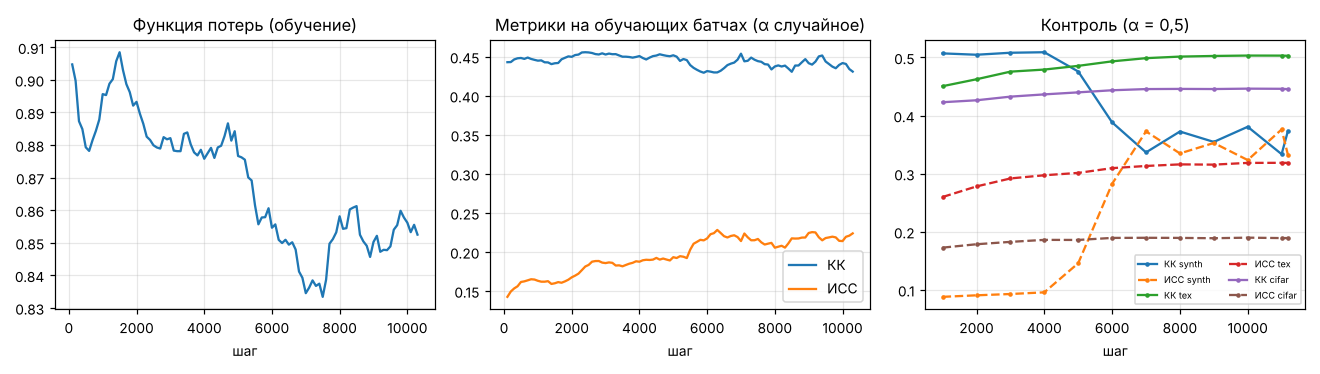 Функция потерь (обучение)
0.91
0.90
0.89
0.88
0.87
0.86
0.85
0.84
0.83
0
2000
4000
6000
8000
10000
шаг
Метрики на обучающих батчах (α случайное)
0.45
0.40
0.35
0.30
0.25
0.20
0.15
КК
ИСС
0
2000
4000
6000
8000
10000
шаг
Контроль (α = 0,5)
0.5
0.4
0.3
0.2
0.1
КК synth
ИСС synth
КК tex
ИСС tex
КК cifar
ИСС cifar
2000
4000
6000
8000
10000
шаг